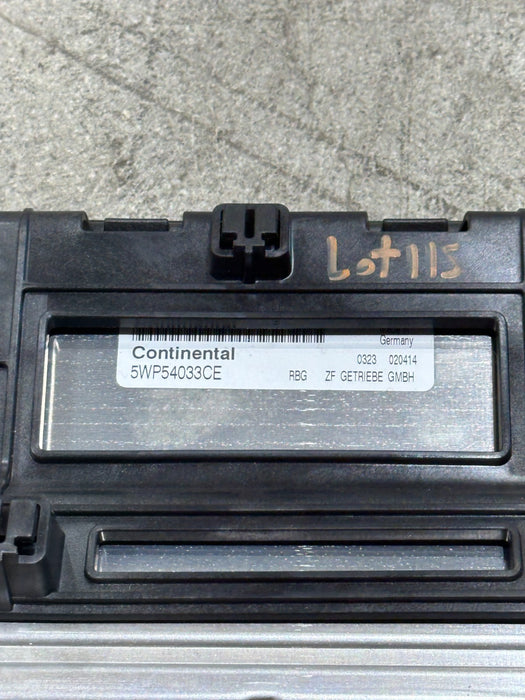 Lot 115
Germany
Continental 0323 020414
5WP54033CE RBG ZF GETRIEBE GMBH